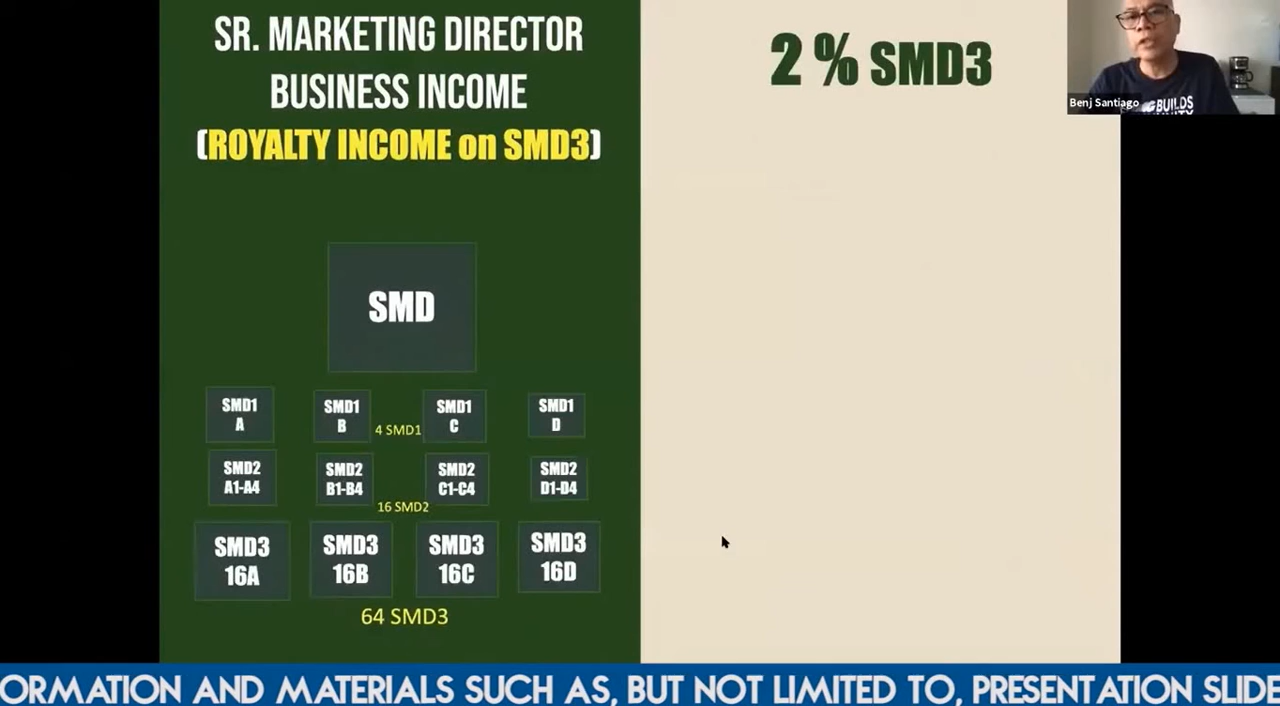 SR. MARKETING DIRECTOR
BUSINESS INCOME
(ROYALTY INCOME on SMD3)
2 % SMD3
Benj Santiago
BUILDS
SMD
SMD1
A
SMD1
B
4 SMD1
SMD1
C
SMD1
D
SMD2
A1-A4
SMD2
B1-B4
16 SMD2
SMD2
C1-C4
SMD2
D1-D4
SMD3
16A
SMD3
16B
SMD3
16C
SMD3
16D
64 SMD3
ORMATION AND MATERIALS SUCH AS, BUT NOT LIMITED TO, PRESENTATION SLIDE